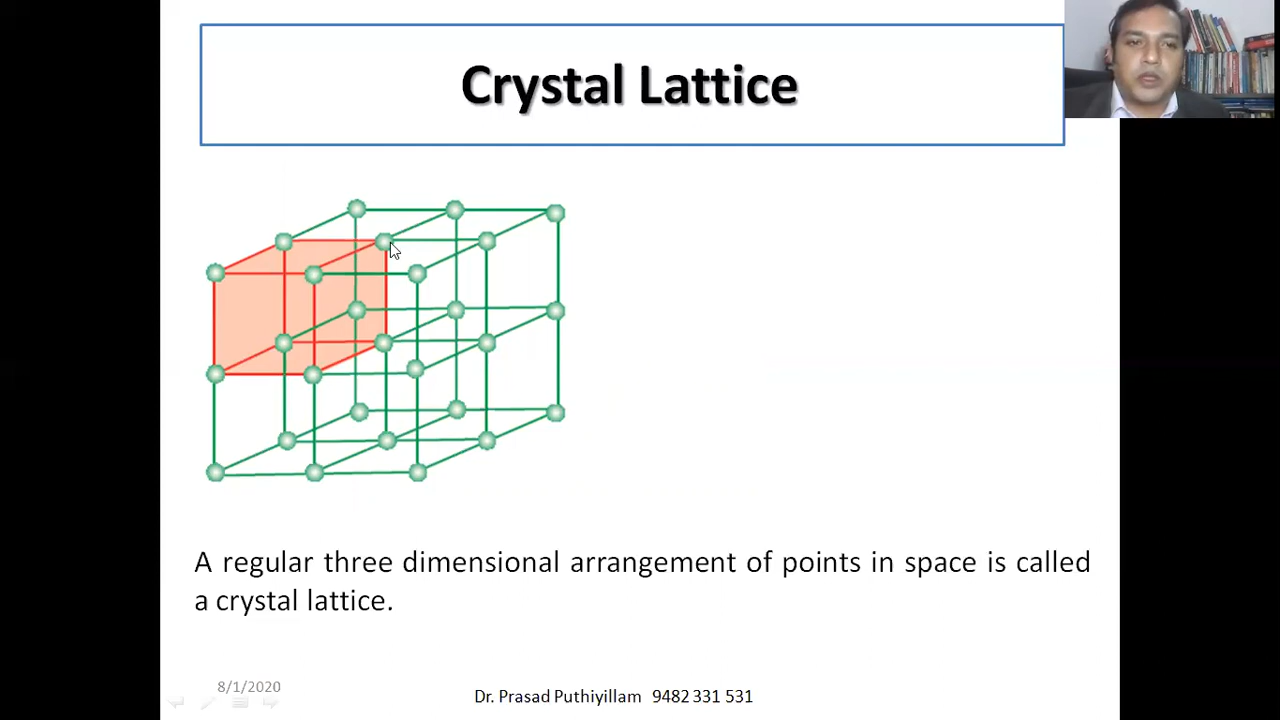 Crystal Lattice
A regular three dimensional arrangement of points in space is called
a crystal lattice.
8/1/2020
Dr. Prasad Puthiyillam 9482 331 531